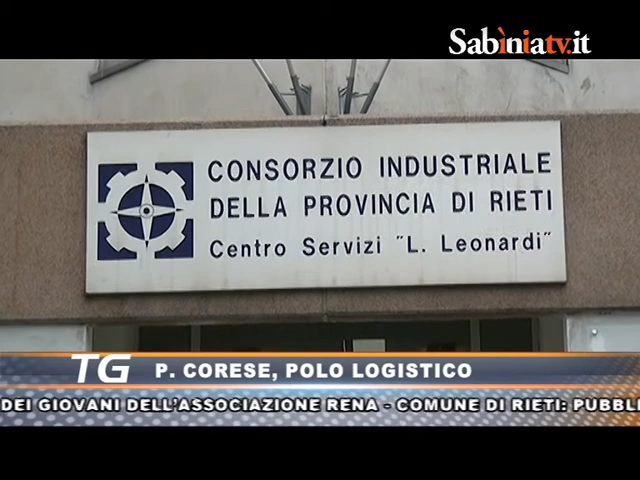 Sabìniatv.it
CONSORZIO INDUSTRIALE
DELLA PROVINCIA DI RIETI
Centro Servizi "L. Leonardi"
TG P. CORESE, POLO LOGISTICO
DEI GIOVANI DELL'ASSOCIAZIONE RENA - COMUNE DI RIETI: PUBBL